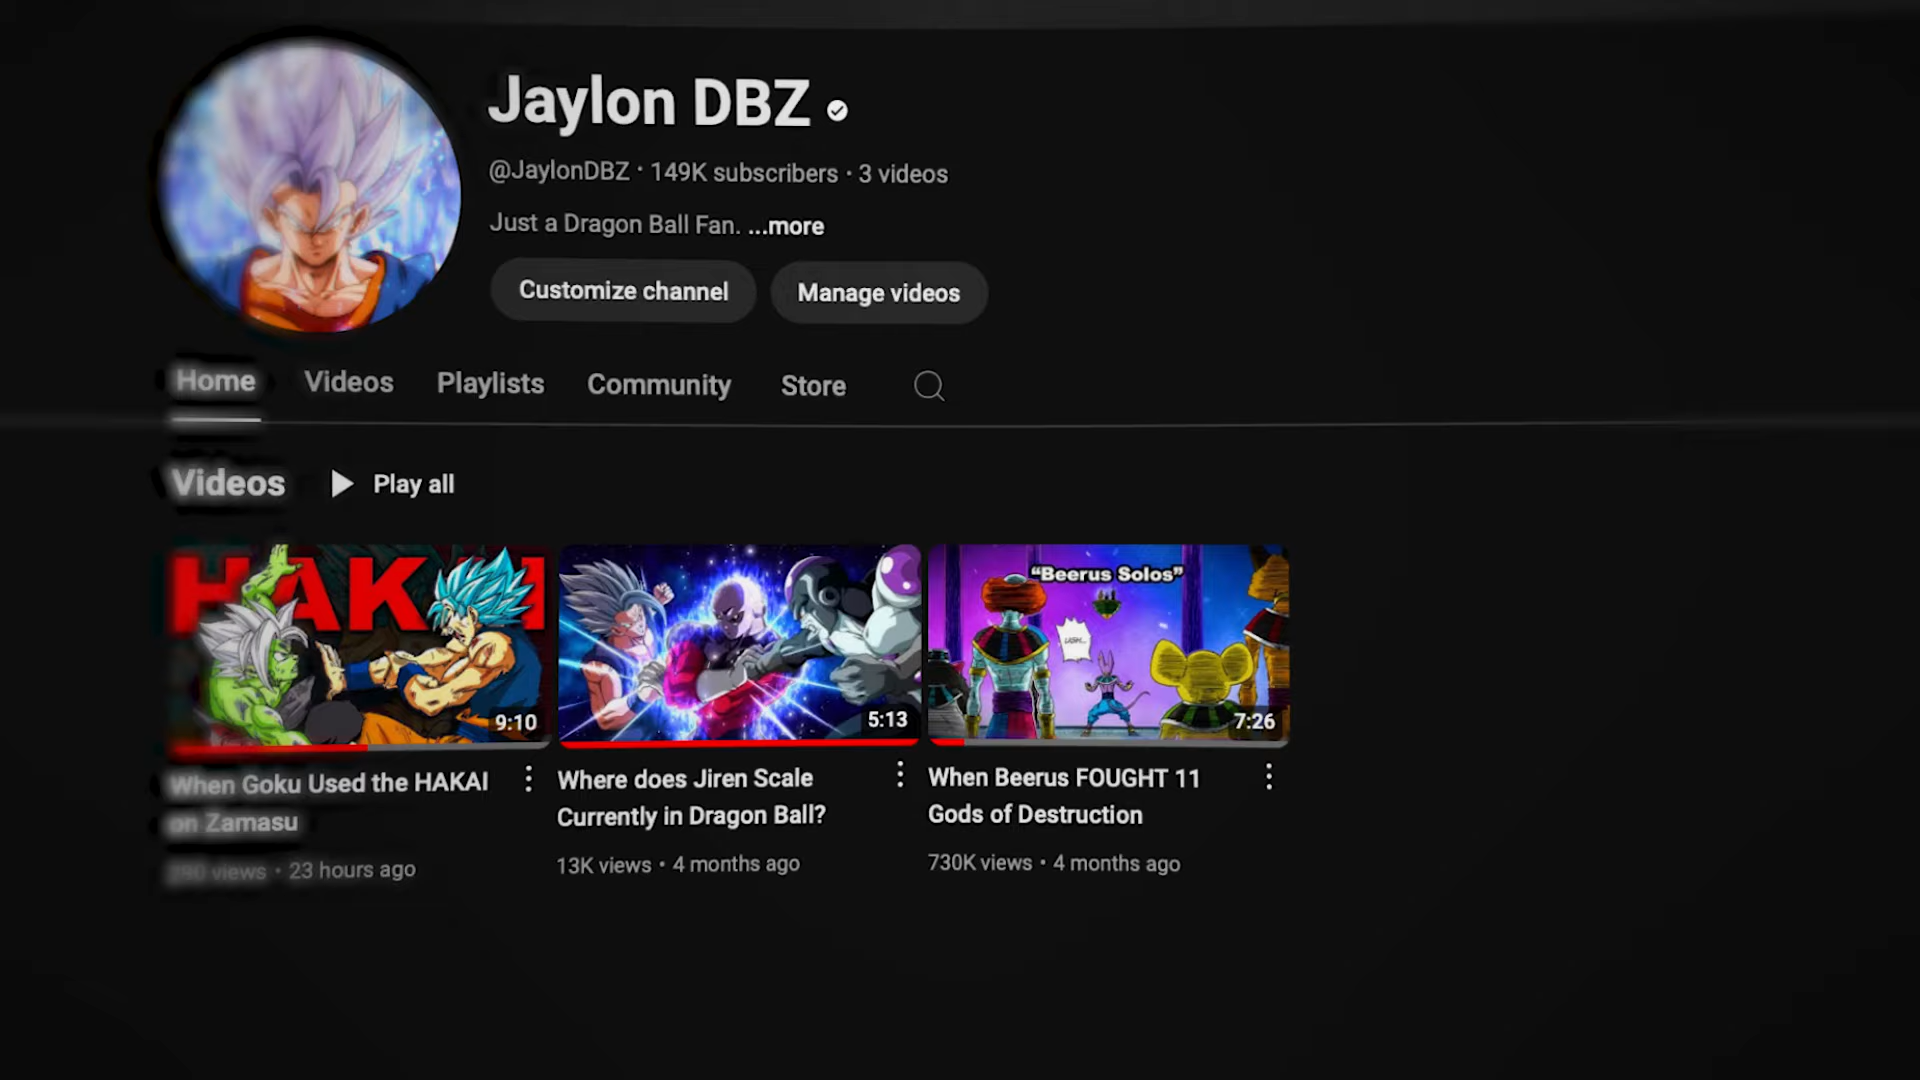 Jaylon DBZ
@JaylonDBZ · 149K subscribers · 3 videos
Just a Dragon Ball Fan. ...more
Customize channel
Manage videos
Home
Videos
Playlists
Community
Store
Videos
Play all
HAKAI
9:10
5:13
"Beerus Solos"
UGH...
7:26
When Goku Used the HAKAI
on Zamasu
views · 23 hours ago
Where does Jiren Scale
Currently in Dragon Ball?
13K views · 4 months ago
When Beerus FOUGHT 11
Gods of Destruction
730K views · 4 months ago